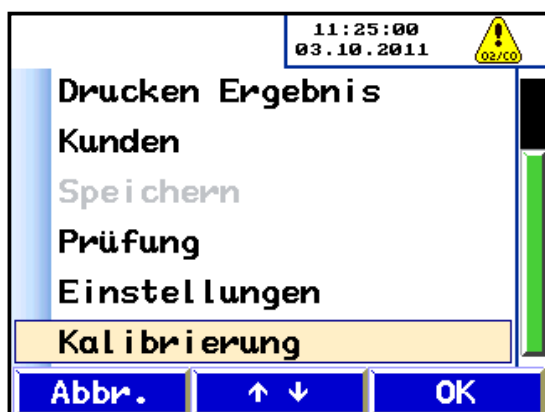 11:25:00
03.10.2011
O2/CO
Drucken Ergebnis
Kunden
Speichern
Prüfung
Einstellungen
Kalibrierung
Abbr. ↑ ↓ OK